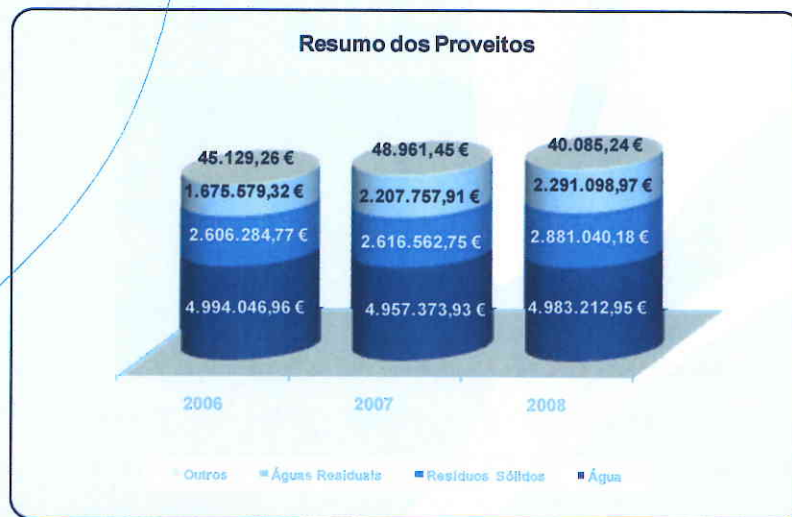 Resumo dos Proveitos
45.129,26 € 48.961,45 € 40.085,24 €
1.675.579,32 € 2.207.757,91 € 2.291.098,97 €
2.606.284,77 € 2.616.562,75 € 2.881.040,18 €
4.994.046,96 € 4.957.373,93 € 4.983.212,95 €
2006 2007 2008
Outros Águas Residuais Resíduos Sólidos Água